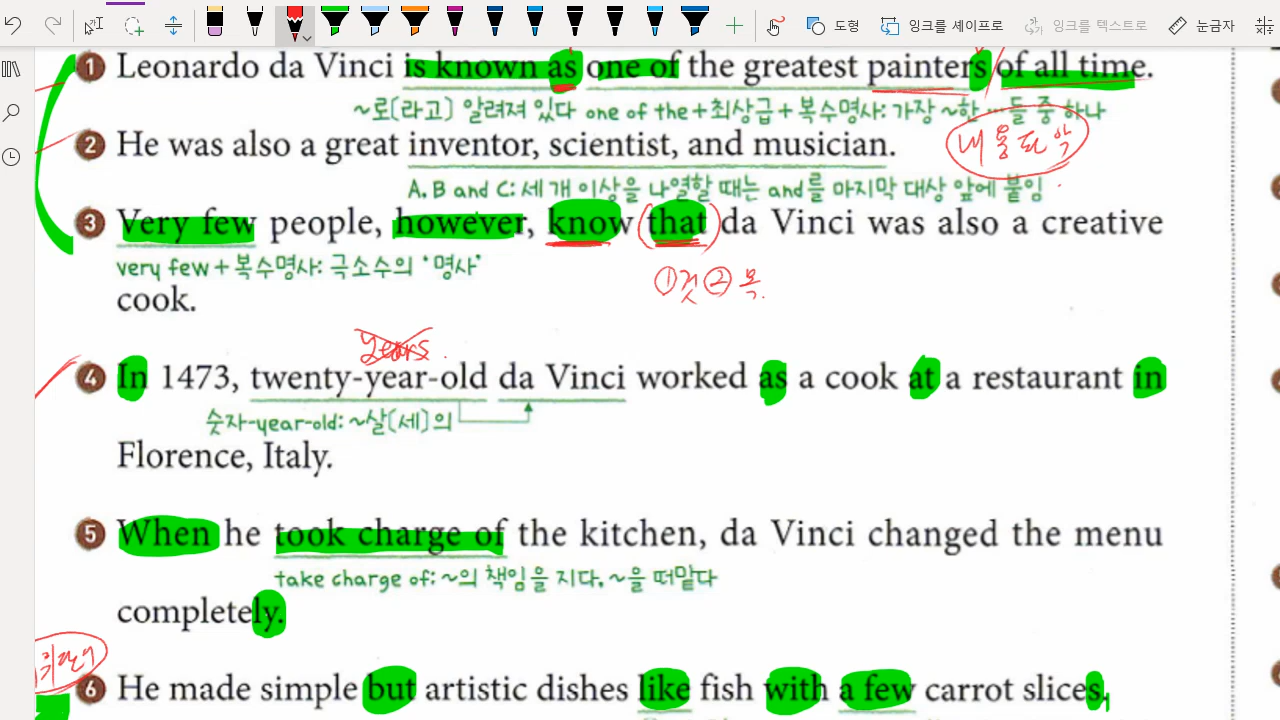 도형 잉크를 셰이프로 잉크를 텍스트로 눈금자
1 Leonardo da Vinci is known as one of the greatest painters/of all time.
~로(라고) 알려져 있다 one of the+최상급+복수명사: 가장 ~한 …들 중 하나
2 He was also a great inventor, scientist, and musician.
내용파악
A, B and C: 세 개 이상을 나열할 때는 and를 마지막 대상 앞에 붙임
3 Very few people, however, know (that) da Vinci was also a creative
very few+복수명사: 극소수의 '명사'
①것 ②목.
cook.
years
4 In 1473, twenty-year-old da Vinci worked as a cook at a restaurant in
숫자-year-old: ~살(세)의
Florence, Italy.
5 When he took charge of the kitchen, da Vinci changed the menu
take charge of: ~의 책임을 지다, ~을 떠맡다
completely.
6 He made simple but artistic dishes like fish with a few carrot slices,